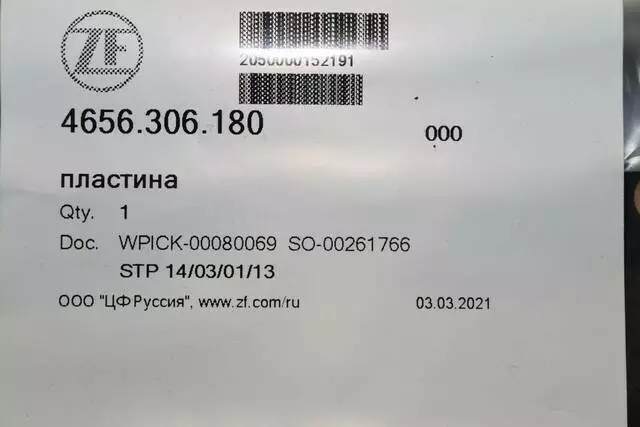 ZF
2050000152191
4656.306.180 000
пластина
Qty. 1
Doc. WPICK-00080069 SO-00261766
STP 14/03/01/13
ООО "ЦФ Руссия", www.zf.com/ru 03.03.2021